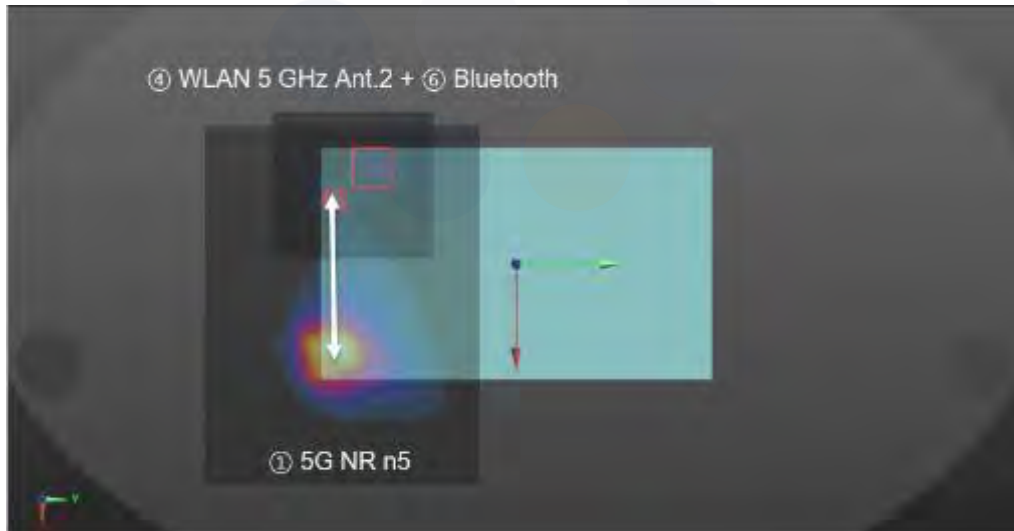 ④ WLAN 5 GHz Ant.2 + ⑥ Bluetooth
① 5G NR n5
Y